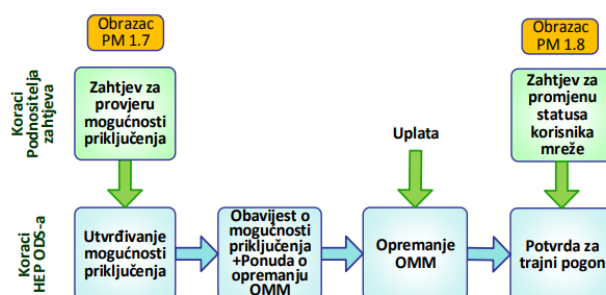 Obrazac
PM 1.7
Obrazac
PM 1.8
Koraci
Podnositelja
zahtjeva
Zahtjev za
provjeru
mogućnosti
priključenja
Uplata
Zahtjev za
promjenu
statusa
korisnika
mreže
Koraci
HEP ODS-a
Utvrđivanje
mogućnosti
priključenja
Obavijest o
mogućnosti
priključenja
+Ponuda o
opremanju
OMM
Opremanje
OMM
Potvrda za
trajni pogon